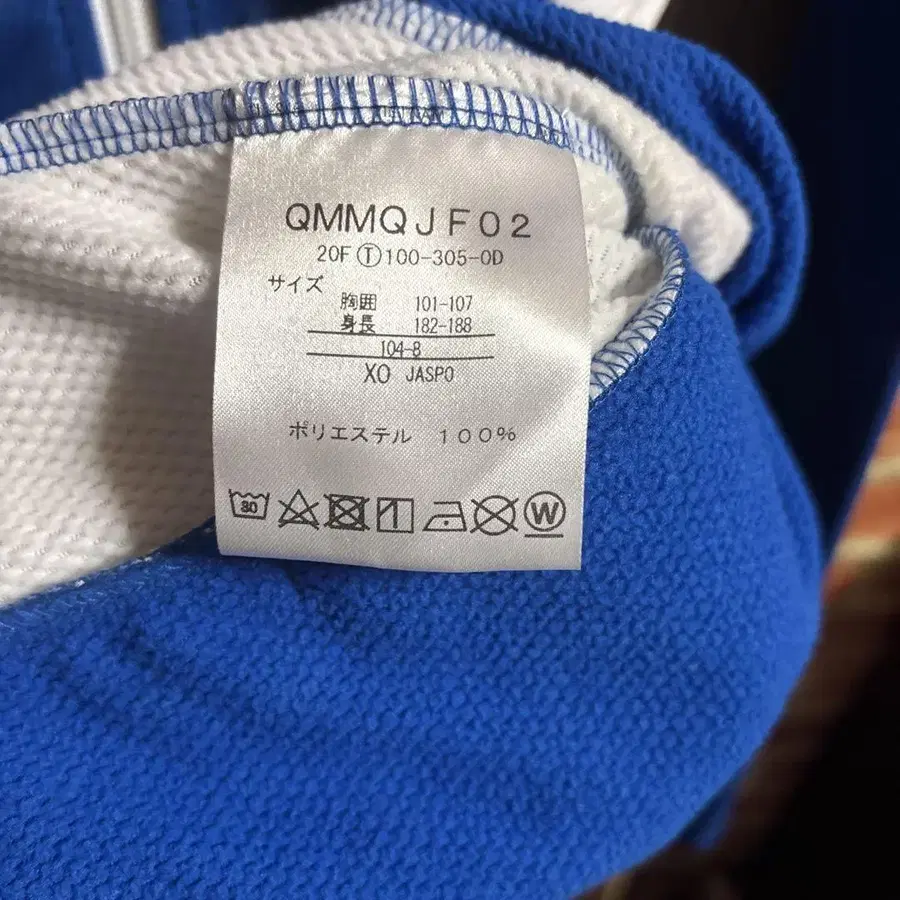 QMMQJF02
20F Ⓣ100-305-0D
サイズ
胸囲 101-107
身長 182-188
104-8
XO JASPO
ポリエステル 100%
30 W